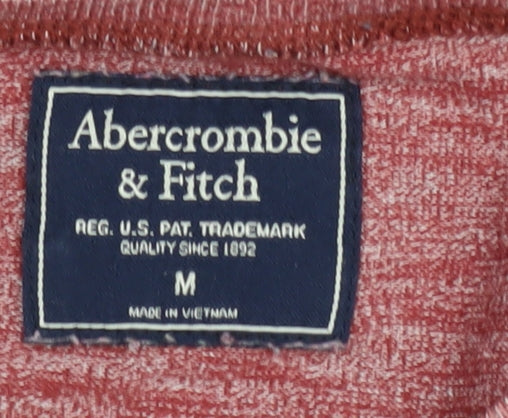 Abercrombie
& Fitch
REG. U.S. PAT. TRADEMARK
QUALITY SINCE 1892
M
MADE IN VIETNAM